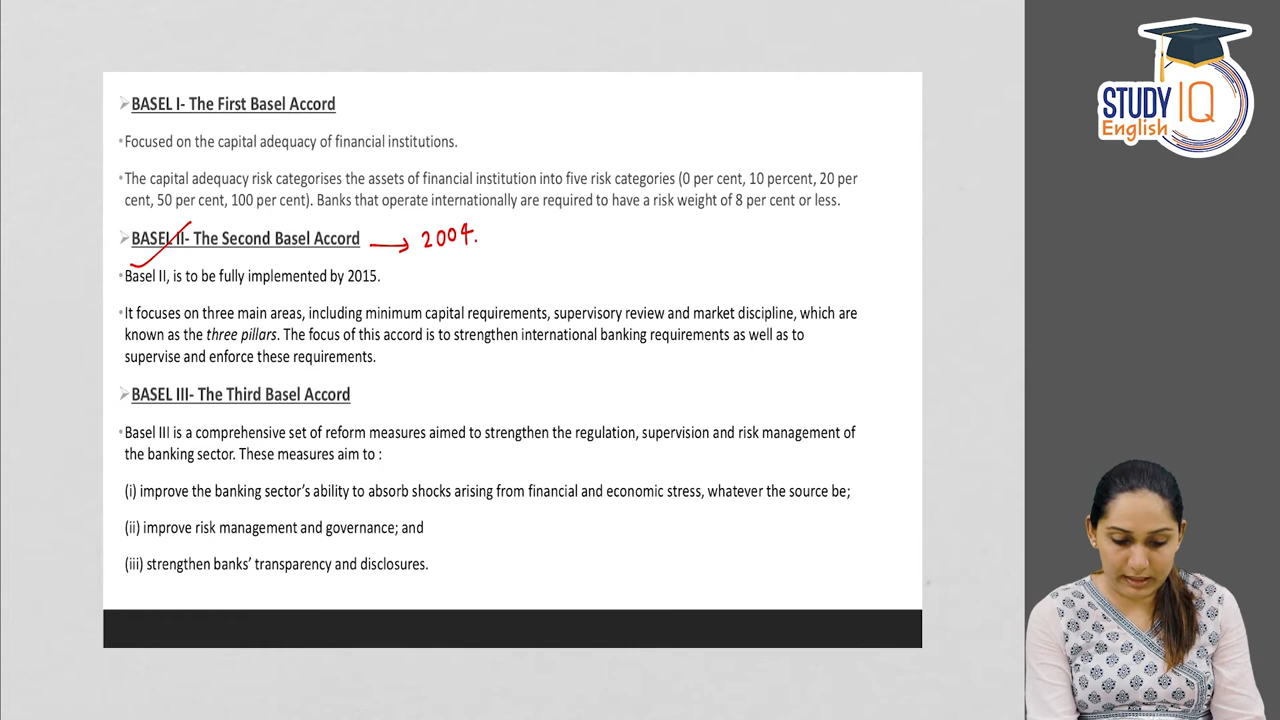 BASEL I- The First Basel Accord
Focused on the capital adequacy of financial institutions.
The capital adequacy risk categorises the assets of financial institution into five risk categories (0 per cent, 10 percent, 20 per
cent, 50 per cent, 100 per cent). Banks that operate internationally are required to have a risk weight of 8 per cent or less.
BASEL II- The Second Basel Accord → 2004.
Basel II, is to be fully implemented by 2015.
It focuses on three main areas, including minimum capital requirements, supervisory review and market discipline, which are
known as the three pillars. The focus of this accord is to strengthen international banking requirements as well as to
supervise and enforce these requirements.
BASEL III- The Third Basel Accord
Basel III is a comprehensive set of reform measures aimed to strengthen the regulation, supervision and risk management of
the banking sector. These measures aim to :
(i) improve the banking sector's ability to absorb shocks arising from financial and economic stress, whatever the source be;
(ii) improve risk management and governance; and
(iii) strengthen banks' transparency and disclosures.
STUDY IQ
English